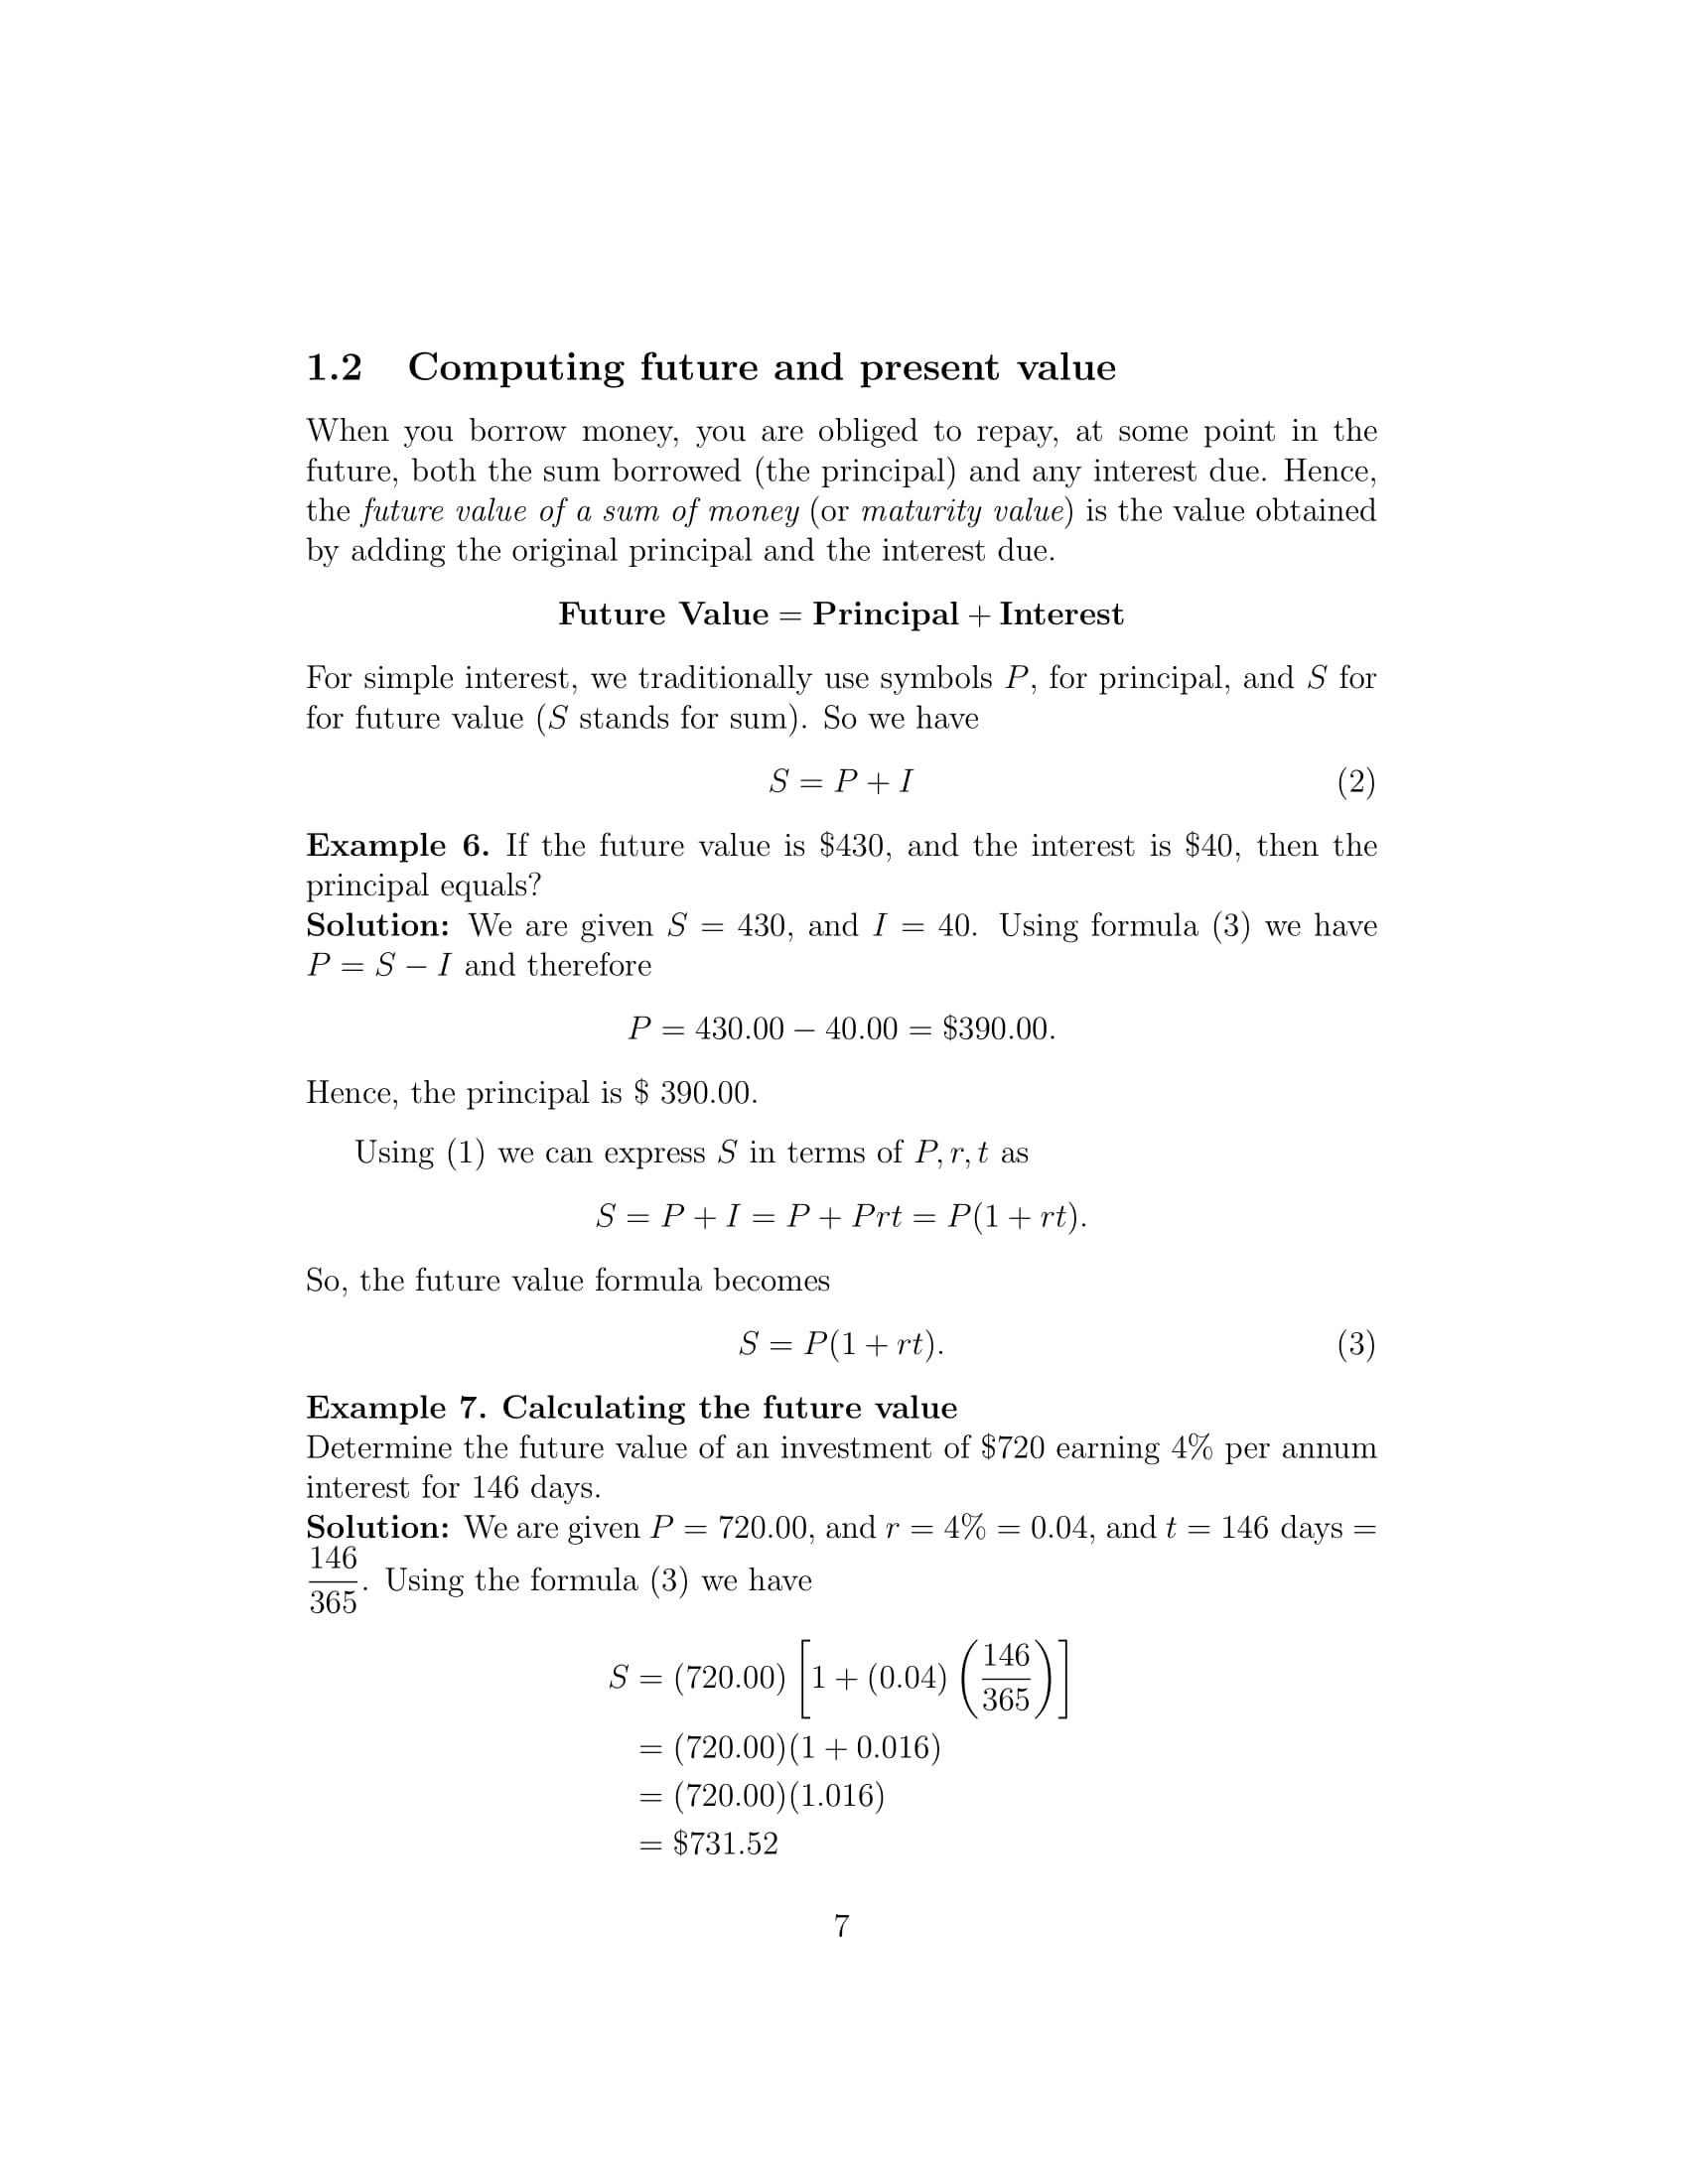 1.2 Computing future and present value
When you borrow money, you are obliged to repay, at some point in the
future, both the sum borrowed (the principal) and any interest due. Hence,
the future value of a sum of money (or maturity value) is the value obtained
by adding the original principal and the interest due.
Future Value = Principal + Interest
For simple interest, we traditionally use symbols P, for principal, and S for
for future value (S stands for sum). So we have
S = P + I (2)
Example 6. If the future value is $430, and the interest is $40, then the
principal equals?
Solution: We are given S = 430, and I = 40. Using formula (3) we have
P = S − I and therefore
P = 430.00 − 40.00 = $390.00.
Hence, the principal is $ 390.00.
Using (1) we can express S in terms of P, r, t as
S = P + I = P + Prt = P(1 + rt).
So, the future value formula becomes
S = P(1 + rt). (3)
Example 7. Calculating the future value
Determine the future value of an investment of $720 earning 4% per annum
interest for 146 days.
Solution: We are given P = 720.00, and r = 4% = 0.04, and t = 146 days =
146/365. Using the formula (3) we have
S = (720.00) [1 + (0.04) (146/365)]
= (720.00)(1 + 0.016)
= (720.00)(1.016)
= $731.52
7